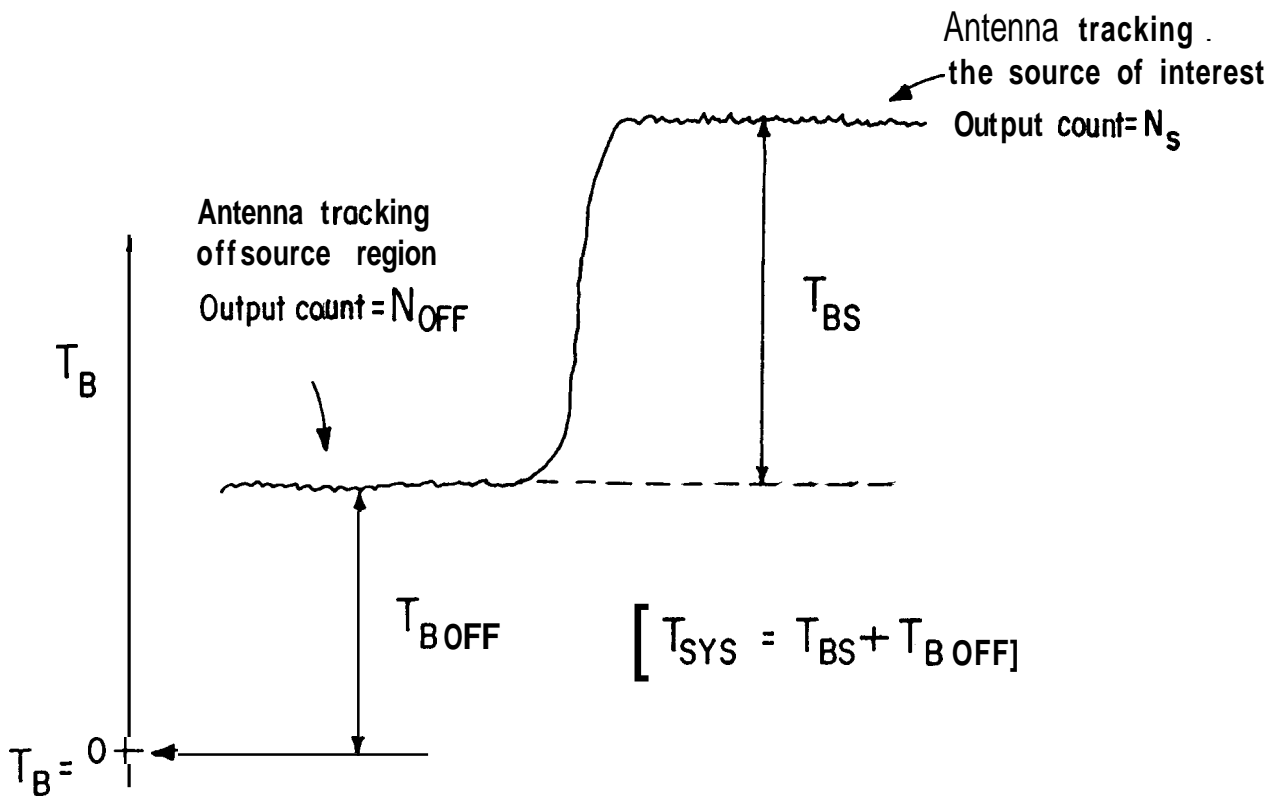 Antenna tracking .
the source of interest
Output count= N_S
Antenna tracking
offsource region
Output count = N_OFF
T_BS
T_B
T_B OFF
[ T_SYS = T_BS + T_B OFF]
T_B = 0